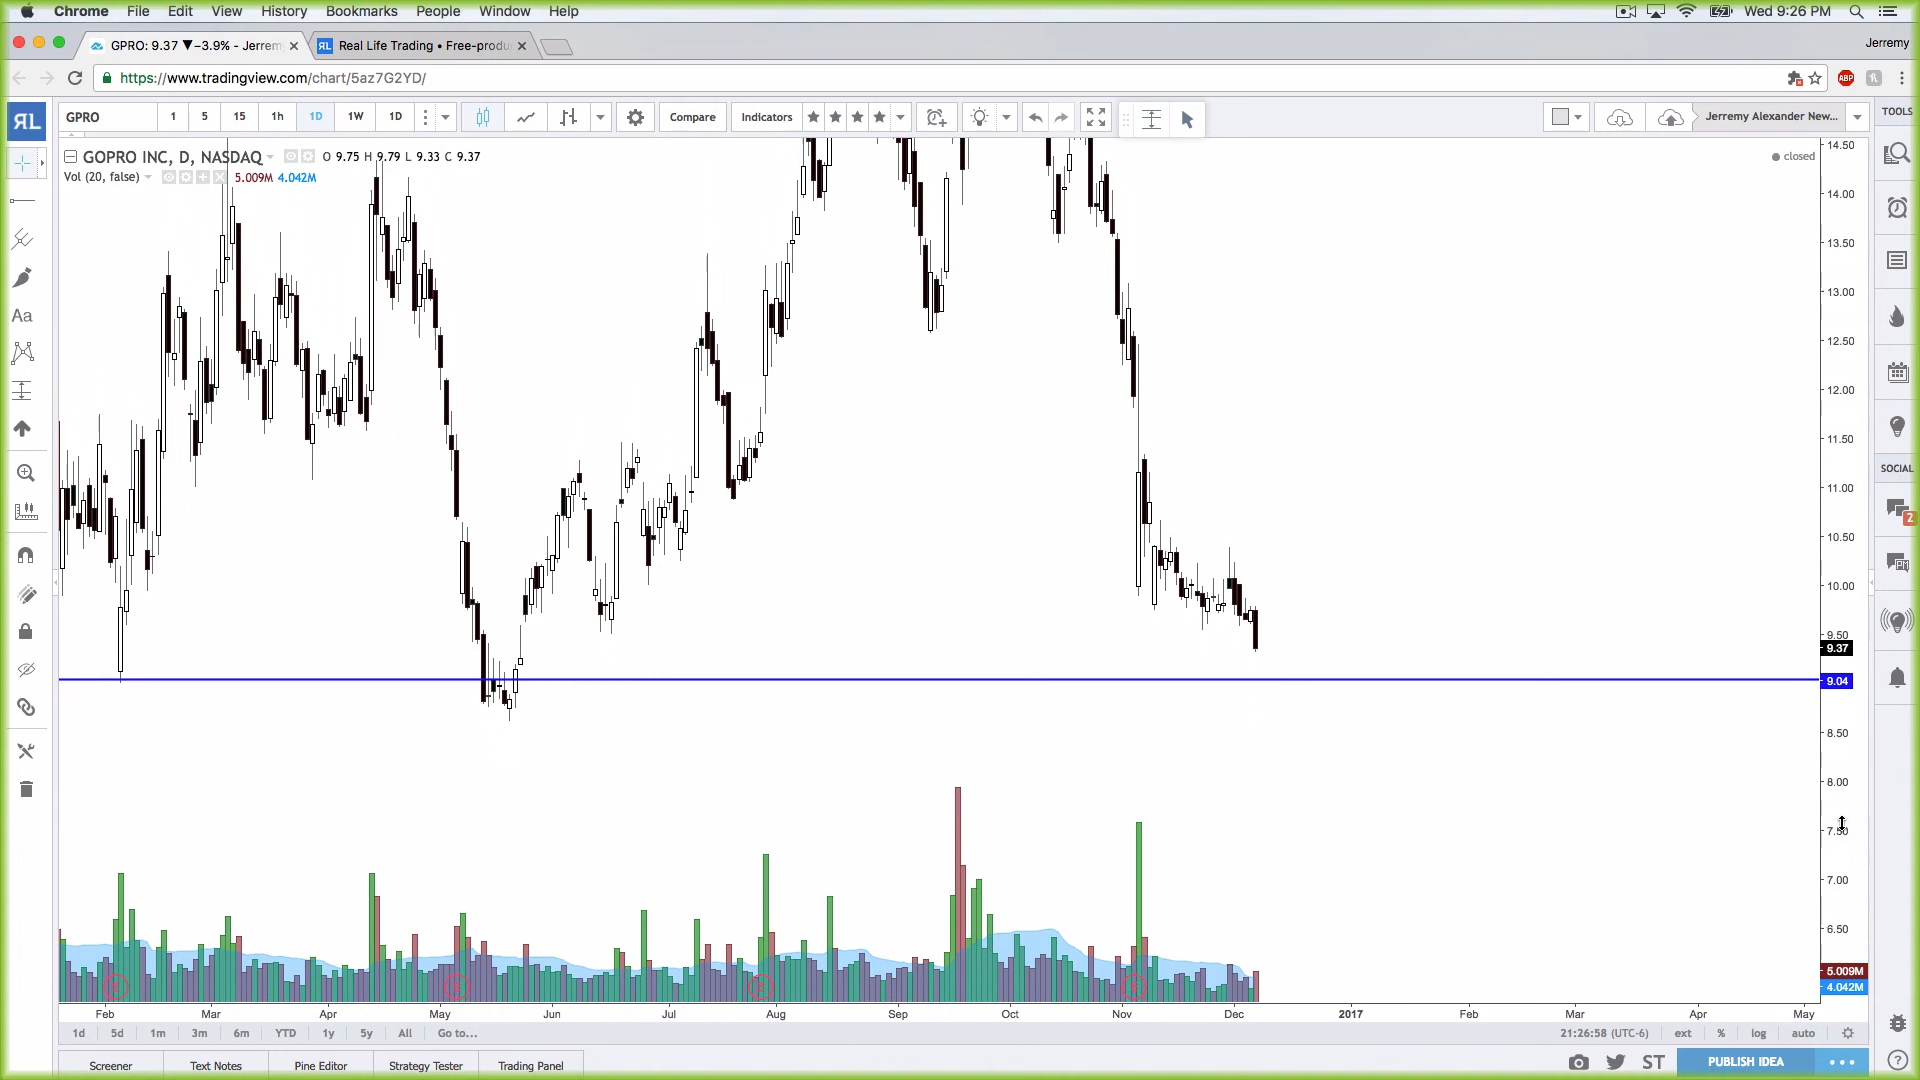 Chrome File Edit View History Bookmarks People Window Help Wed 9:26 PM
GPRO: 9.37 ▼−3.9% - Jerrem Real Life Trading • Free-produ Jerremy
https://www.tradingview.com/chart/5az7G2YD/ ABP
RL GPRO 1 5 15 1h 1D 1W 1D Compare Indicators Jerremy Alexander New... TOOLS
GOPRO INC, D, NASDAQ O 9.75 H 9.79 L 9.33 C 9.37 closed
Vol (20, false) 5.009M 4.042M
Aa
14.50
14.00
13.50
13.00
12.50
12.00
11.50
SOCIAL
11.00
2
10.50
10.00
9.50
9.37
9.04
8.50
8.00
7.50
7.00
6.50
5.009M
4.042M
E E E E
Feb Mar Apr May Jun Jul Aug Sep Oct Nov Dec 2017 Feb Mar Apr May
1d 5d 1m 3m 6m YTD 1y 5y All Go to... 21:26:58 (UTC-6) ext % log auto
Screener Text Notes Pine Editor Strategy Tester Trading Panel ST PUBLISH IDEA